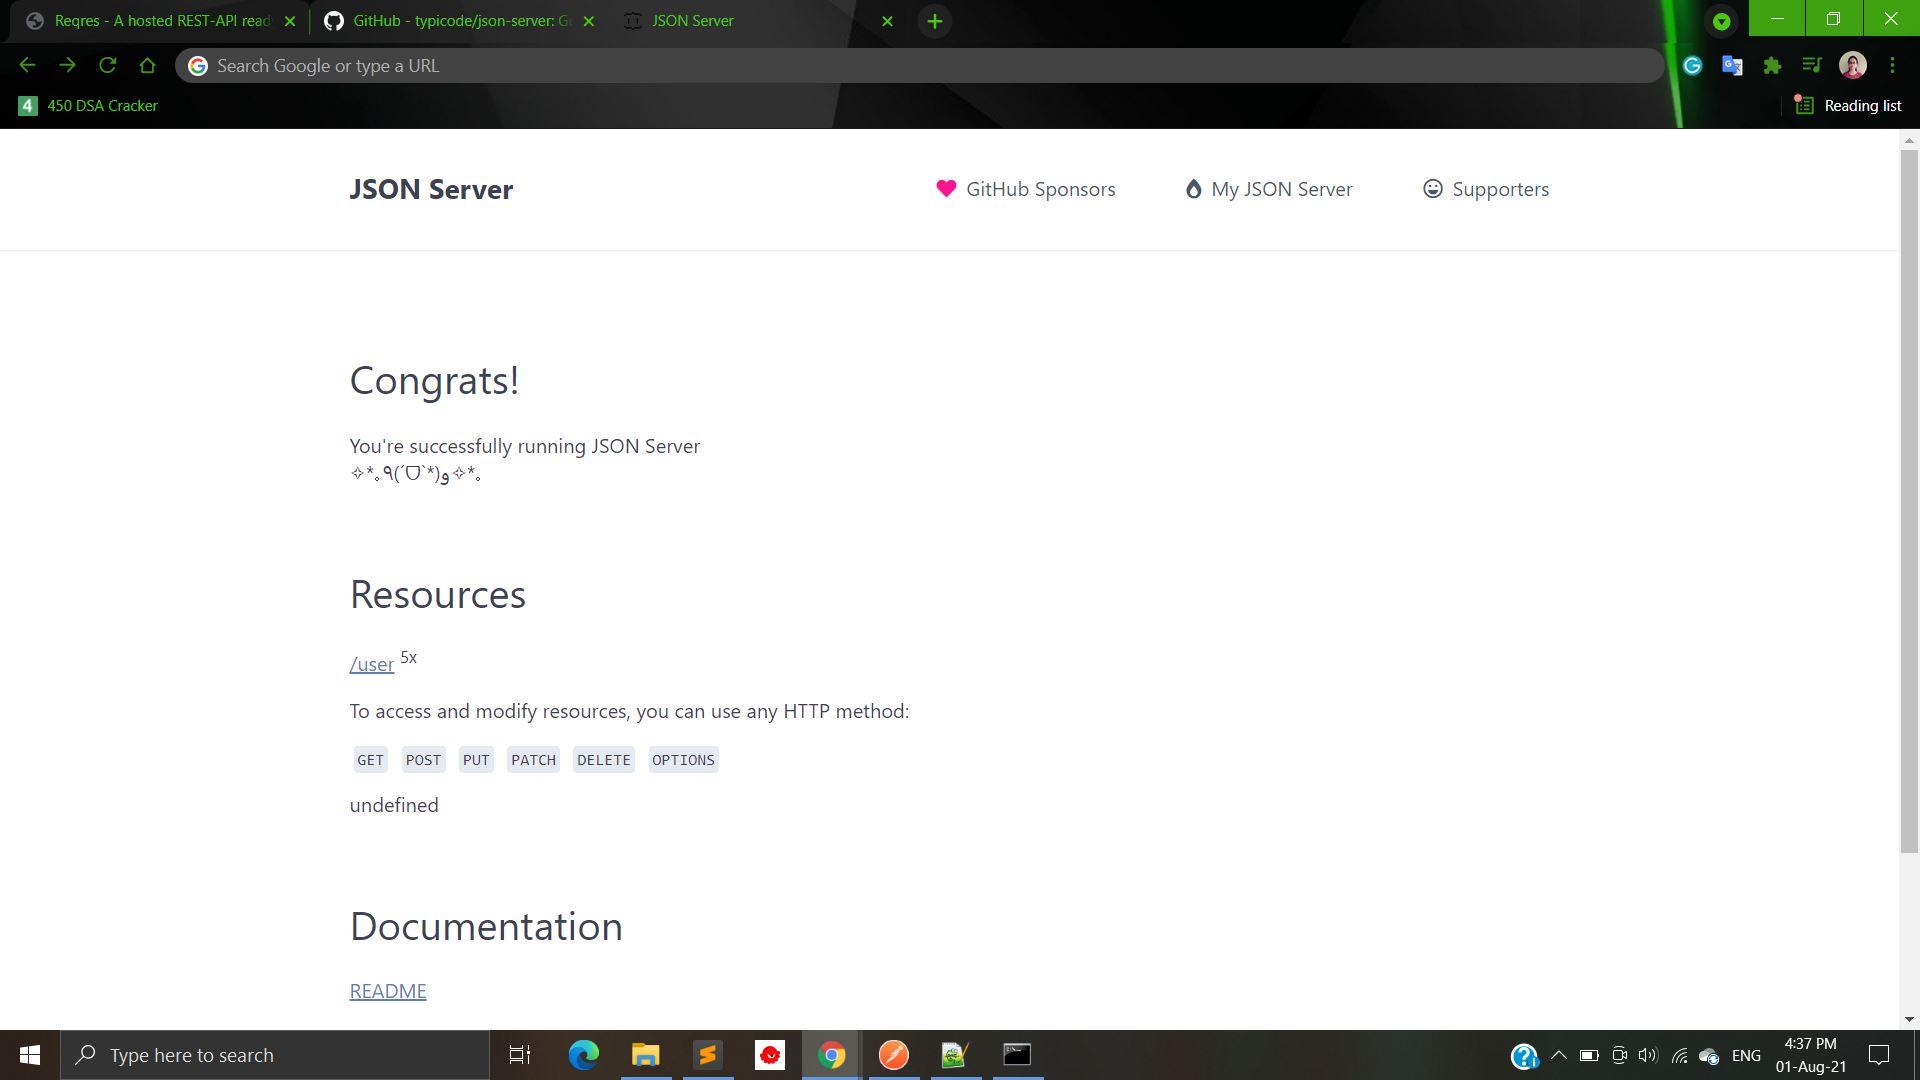 Reqres - A hosted REST-API read
GitHub - typicode/json-server: Ge
JSON Server
Search Google or type a URL
4 450 DSA Cracker
Reading list
JSON Server
GitHub Sponsors
My JSON Server
Supporters
Congrats!
You're successfully running JSON Server
✧*｡٩(ˊᗜˋ*)و✧*｡
Resources
/user 5x
To access and modify resources, you can use any HTTP method:
GET POST PUT PATCH DELETE OPTIONS
undefined
Documentation
README
Type here to search
ENG
4:37 PM
01-Aug-21